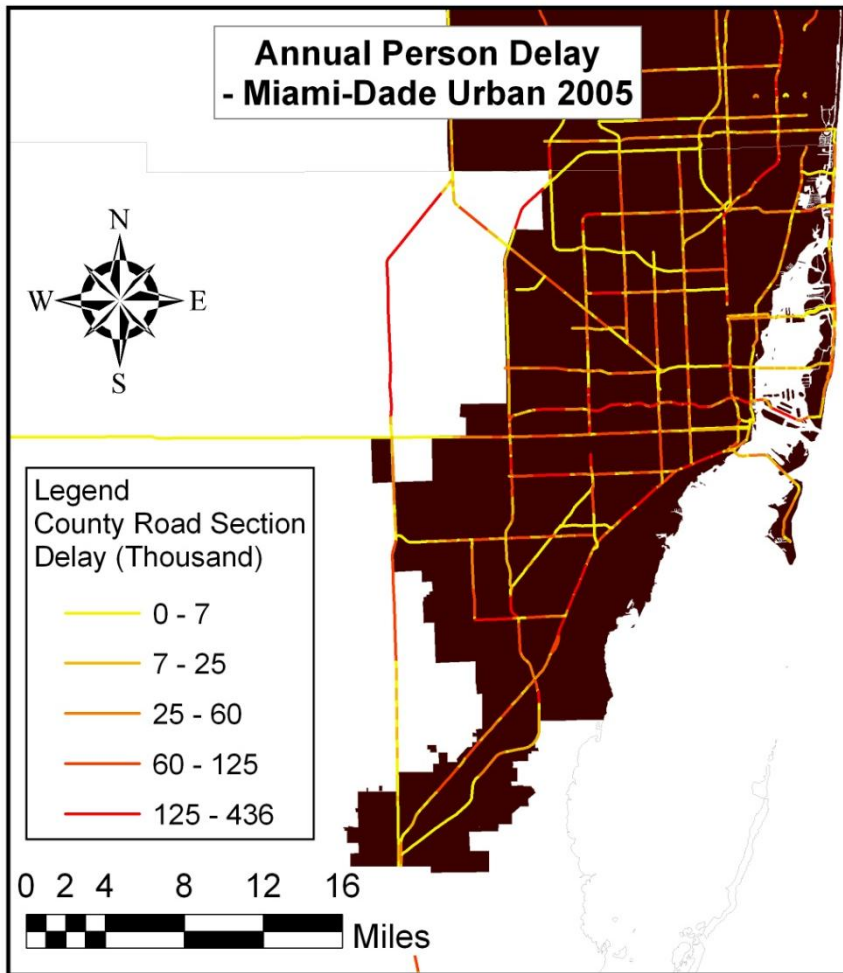 Annual Person Delay
- Miami-Dade Urban 2005
N
W E
S
Legend
County Road Section
Delay (Thousand)
0 - 7
7 - 25
25 - 60
60 - 125
125 - 436
0 2 4 8 12 16
Miles